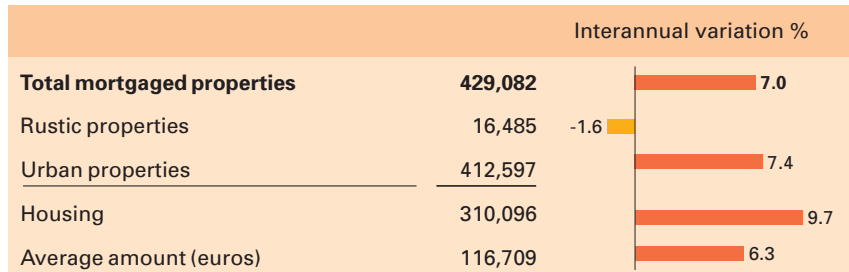 Interannual variation %
Total mortgaged properties 429,082 7.0
Rustic properties 16,485 -1.6
Urban properties 412,597 7.4
Housing 310,096 9.7
Average amount (euros) 116,709 6.3